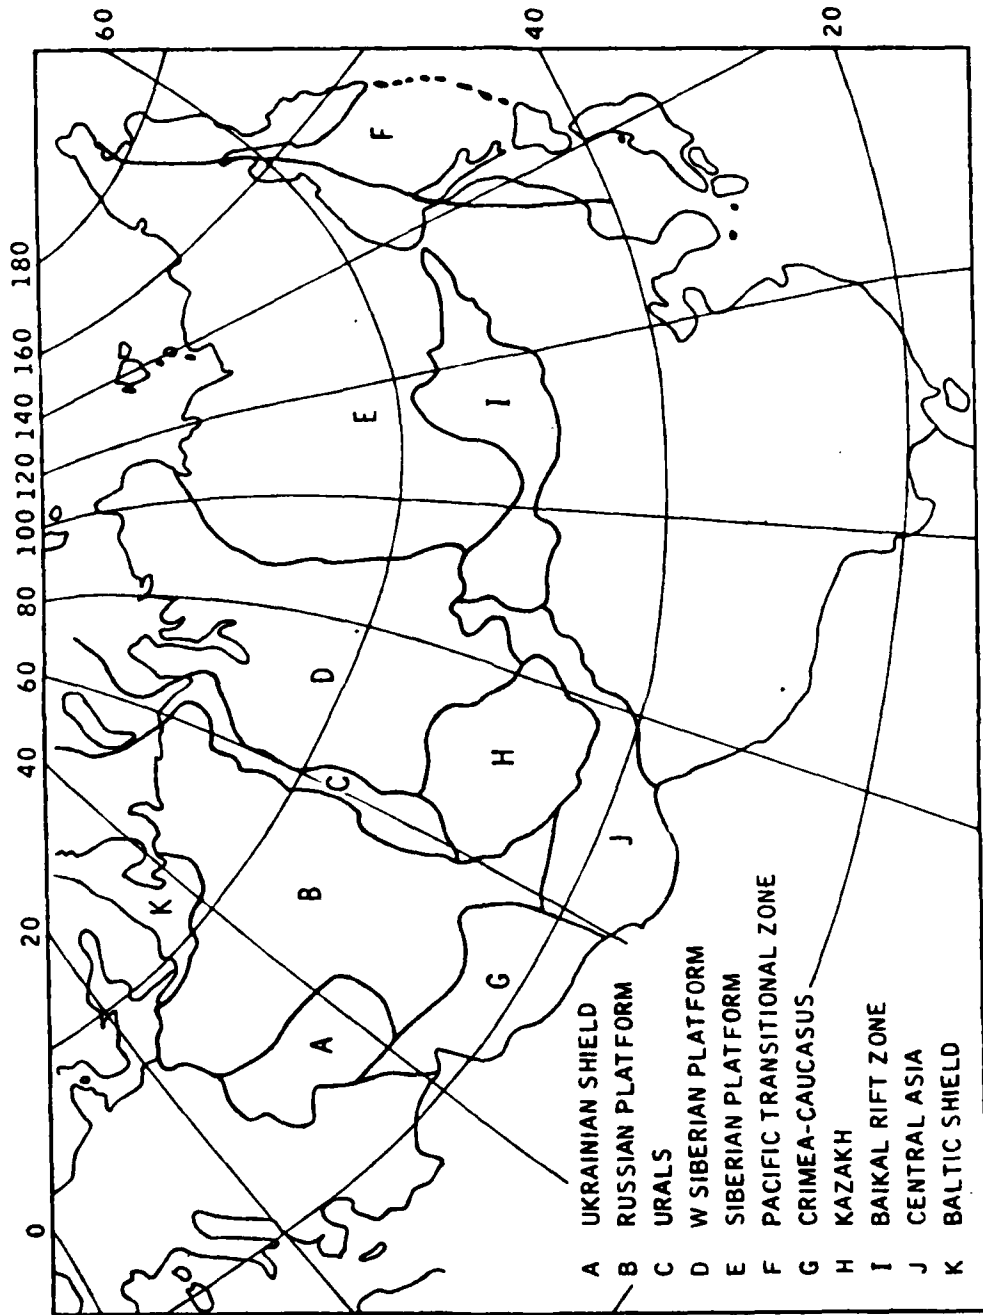 0 20 40 60 80 100 120 140 160 180
60
40
20
K
C
D
E
F
B
A
G
H
I
J
A UKRAINIAN SHIELD
B RUSSIAN PLATFORM
C URALS
D W SIBERIAN PLATFORM
E SIBERIAN PLATFORM
F PACIFIC TRANSITIONAL ZONE
G CRIMEA-CAUCASUS
H KAZAKH
I BAIKAL RIFT ZONE
J CENTRAL ASIA
K BALTIC SHIELD